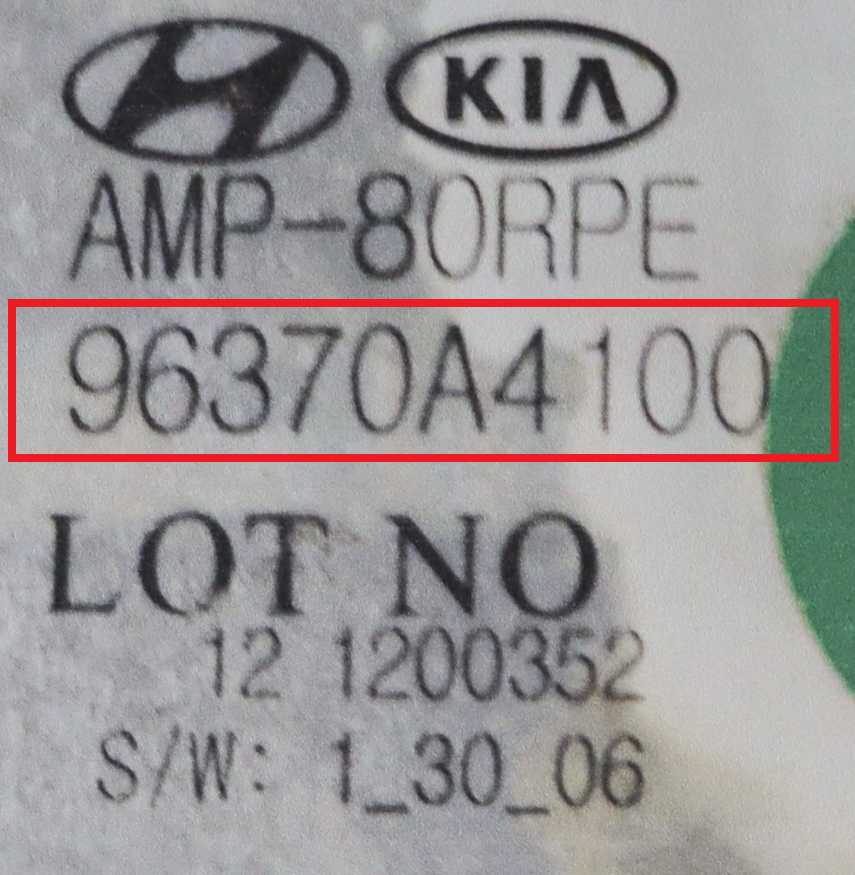 KIA
AMP-80RPE
96370A4100
LOT NO
12 1200352
S/W: 1_30_06